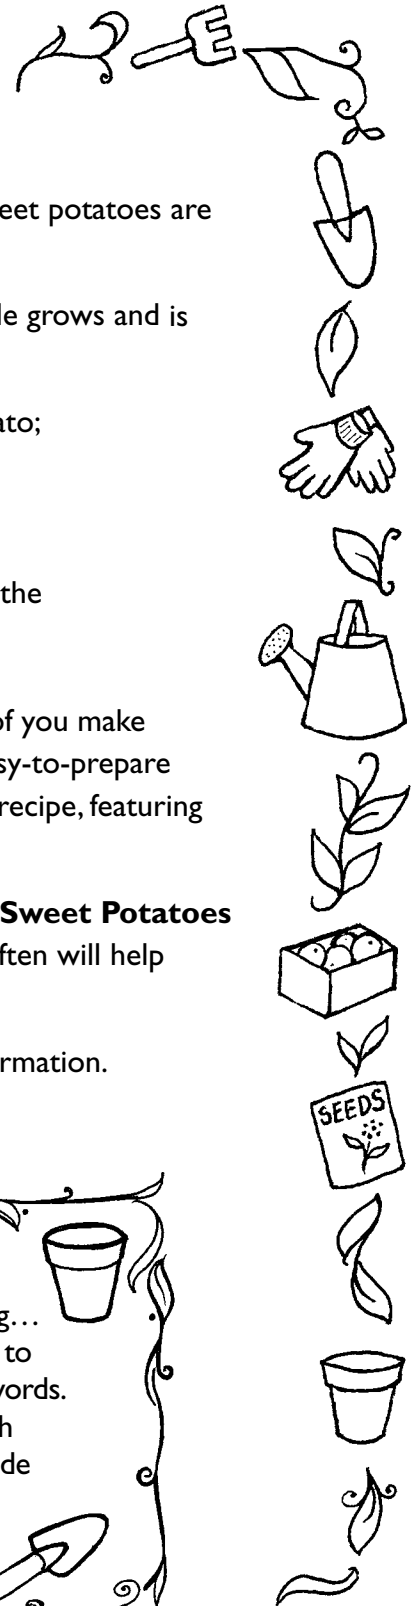 eet potatoes are
le grows and is
ato;
the
of you make
sy-to-prepare
recipe, featuring
Sweet Potatoes
ften will help
rmation.
SEEDS
g…
to
words.
h
de